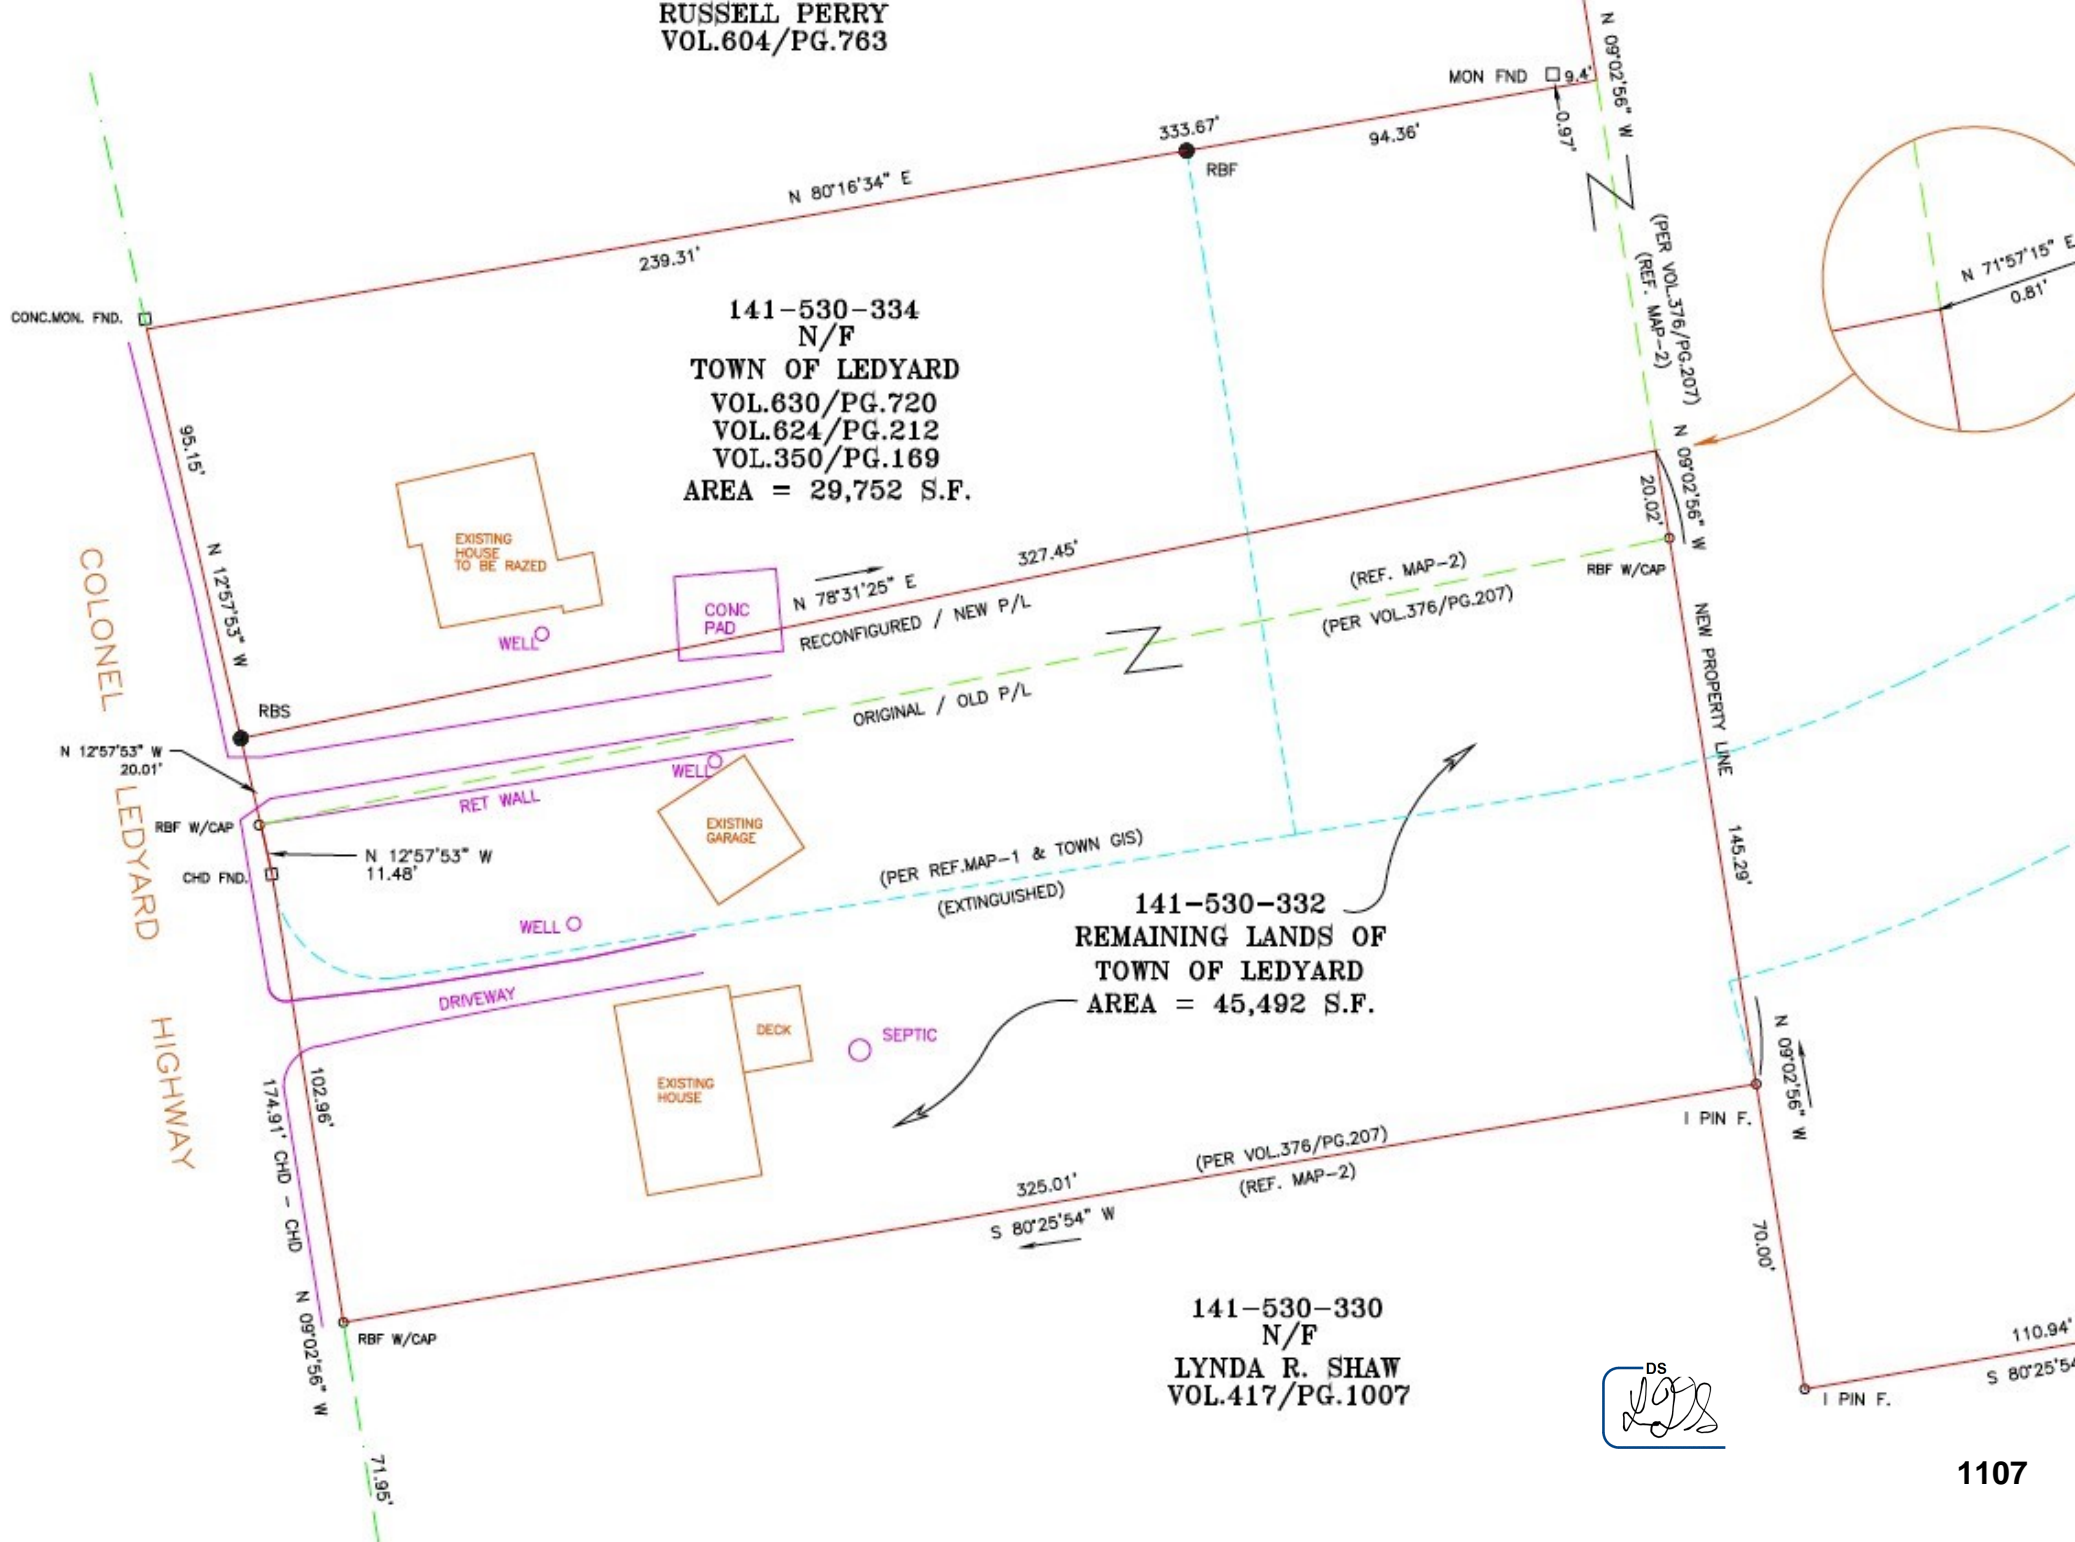 RUSSELL PERRY
VOL.604/PG.763
N 09°02'56" W
MON FND
9.4'
0.97'
333.67'
94.36'
RBF
N 80°16'34" E
239.31'
(PER VOL.376/PG.207)
(REF. MAP-2)
N 71°57'15" E
0.81'
CONC.MON. FND.
141-530-334
N/F
TOWN OF LEDYARD
VOL.630/PG.720
VOL.624/PG.212
VOL.350/PG.169
AREA = 29,752 S.F.
95.15'
N 12°57'53" W
EXISTING
HOUSE
TO BE RAZED
WELL
CONC
PAD
N 78°31'25" E
327.45'
RECONFIGURED / NEW P/L
(REF. MAP-2)
(PER VOL.376/PG.207)
20.02'
N 09°02'56" W
RBF W/CAP
NEW PROPERTY LINE
COLONEL
LEDYARD
HIGHWAY
RBS
N 12°57'53" W
20.01'
ORIGINAL / OLD P/L
WELL
RET WALL
RBF W/CAP
EXISTING
GARAGE
N 12°57'53" W
11.48'
CHD FND.
(PER REF.MAP-1 & TOWN GIS)
(EXTINGUISHED)
145.29'
WELL
141-530-332
REMAINING LANDS OF
TOWN OF LEDYARD
AREA = 45,492 S.F.
DRIVEWAY
DECK
SEPTIC
EXISTING
HOUSE
102.96'
174.91' CHD - CHD
N 09°02'56" W
N 09°02'56" W
I PIN F.
(PER VOL.376/PG.207)
(REF. MAP-2)
325.01'
S 80°25'54" W
70.00'
RBF W/CAP
141-530-330
N/F
LYNDA R. SHAW
VOL.417/PG.1007
110.94'
S 80°25'54
I PIN F.
DS
71.95'
1107